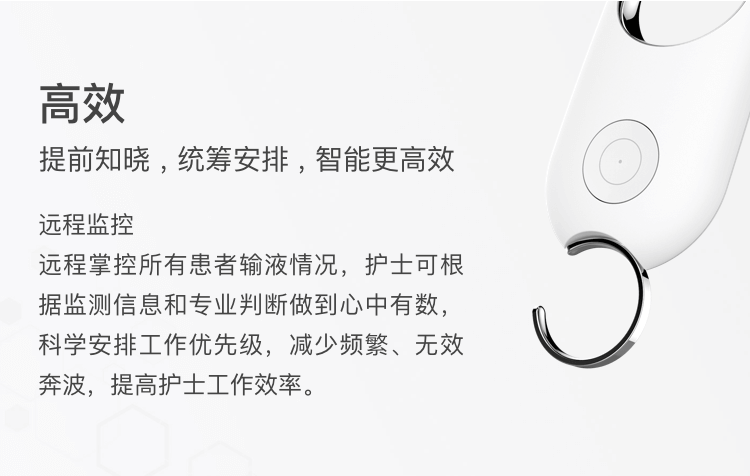 高效
提前知晓，统筹安排，智能更高效
远程监控
远程掌控所有患者输液情况，护士可根
据监测信息和专业判断做到心中有数，
科学安排工作优先级，减少频繁、无效
奔波，提高护士工作效率。